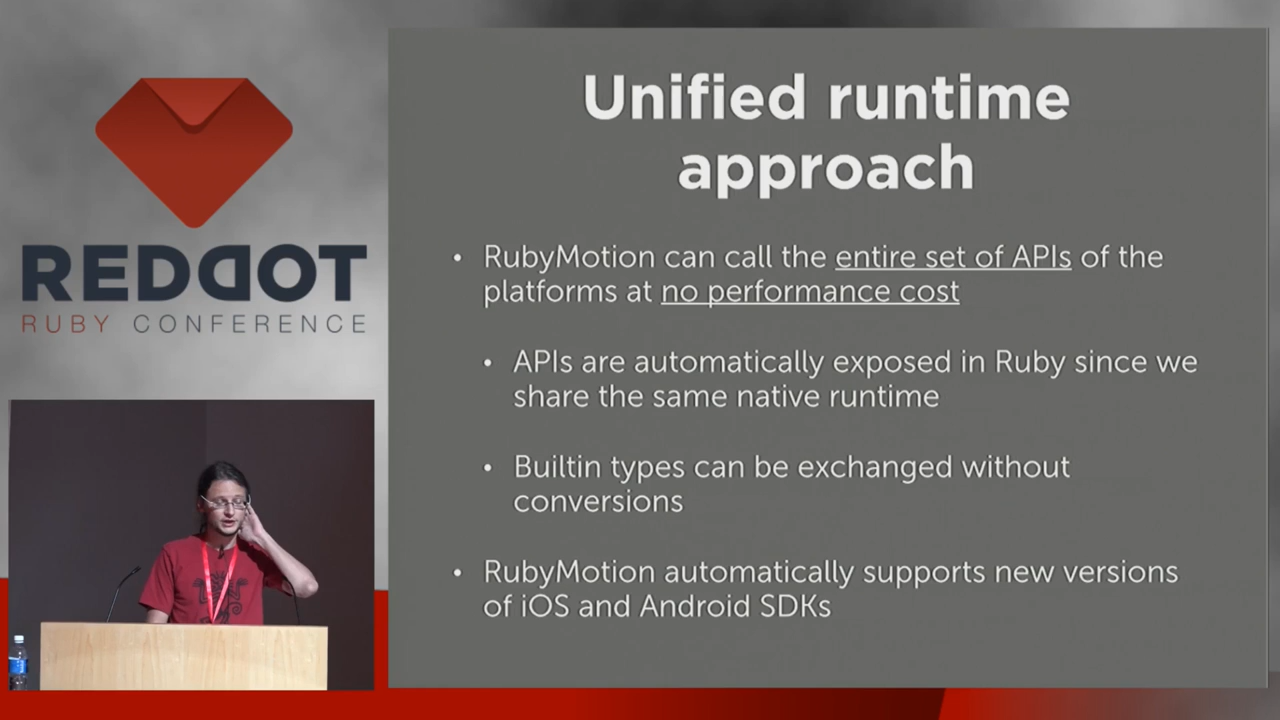 REDDOT
RUBY CONFERENCE
Unified runtime
approach
• RubyMotion can call the entire set of APIs of the
platforms at no performance cost
• APIs are automatically exposed in Ruby since we
share the same native runtime
• Builtin types can be exchanged without
conversions
• RubyMotion automatically supports new versions
of iOS and Android SDKs